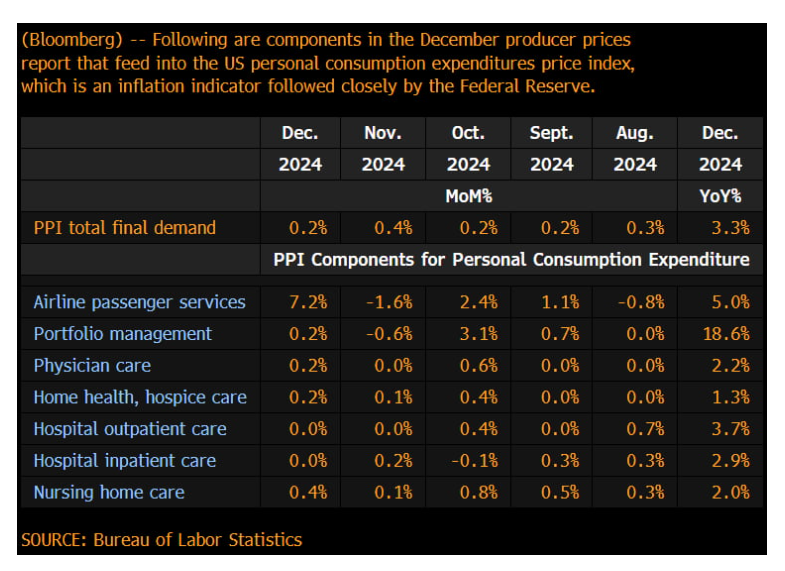 (Bloomberg) -- Following are components in the December producer prices
report that feed into the US personal consumption expenditures price index,
which is an inflation indicator followed closely by the Federal Reserve.
Dec. Nov. Oct. Sept. Aug. Dec.
2024 2024 2024 2024 2024 2024
MoM% YoY%
PPI total final demand 0.2% 0.4% 0.2% 0.2% 0.3% 3.3%
PPI Components for Personal Consumption Expenditure
Airline passenger services 7.2% -1.6% 2.4% 1.1% -0.8% 5.0%
Portfolio management 0.2% -0.6% 3.1% 0.7% 0.0% 18.6%
Physician care 0.2% 0.0% 0.6% 0.0% 0.0% 2.2%
Home health, hospice care 0.2% 0.1% 0.4% 0.0% 0.0% 1.3%
Hospital outpatient care 0.0% 0.0% 0.4% 0.0% 0.7% 3.7%
Hospital inpatient care 0.0% 0.2% -0.1% 0.3% 0.3% 2.9%
Nursing home care 0.4% 0.1% 0.8% 0.5% 0.3% 2.0%
SOURCE: Bureau of Labor Statistics